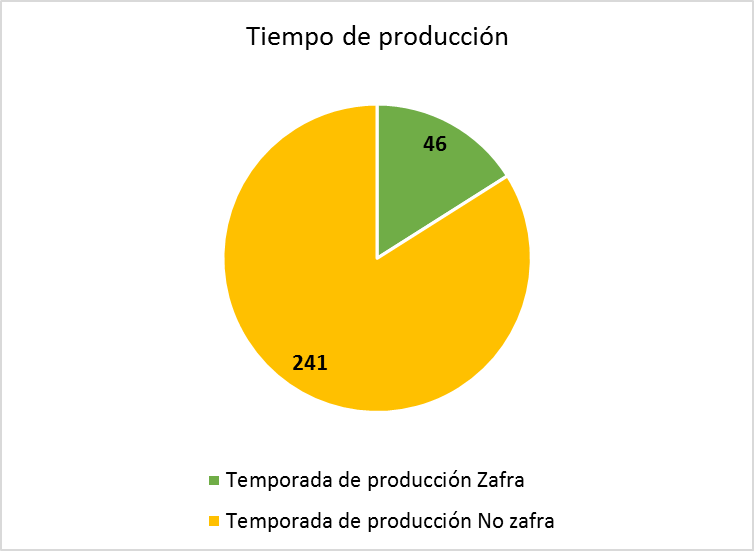 Tiempo de producción
46
241
Temporada de producción Zafra
Temporada de producción No zafra